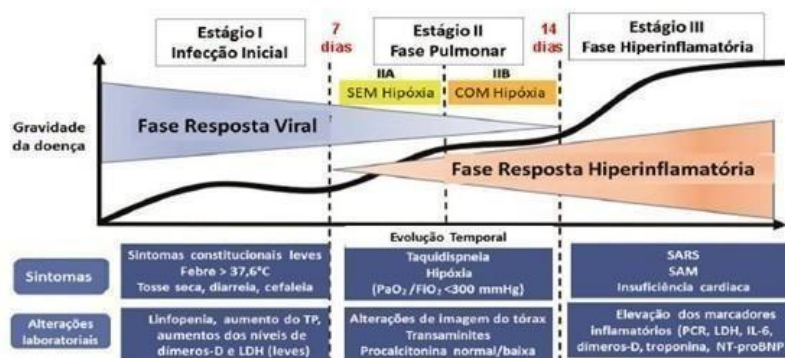 Estágio I
Infecção Inicial
7
dias
Estágio II
Fase Pulmonar
14
dias
Estágio III
Fase Hiperinflamatória
IIA
SEM Hipóxia
IIB
COM Hipóxia
Gravidade
da doença
Fase Resposta Viral
Fase Resposta Hiperinflamatória
Evolução Temporal
Sintomas
Sintomas constitucionais leves
Febre > 37,6°C
Tosse seca, diarreia, cefaleia
Taquidispneia
Hipóxia
(PaO₂/FiO₂ <300 mmHg)
SARS
SAM
Insuficiência cardíaca
Alterações
laboratoriais
Linfopenia, aumento do TP,
aumentos dos níveis de
dímeros-D e LDH (leves)
Alterações de imagem do tórax
Transaminites
Procalcitonina normal/baixa
Elevação dos marcadores
inflamatórios (PCR, LDH, IL-6,
dímeros-D, troponina, NT-proBNP)